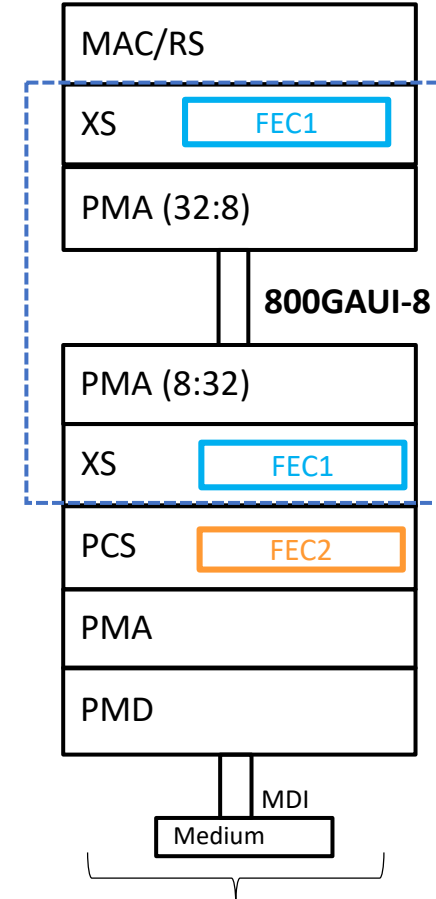 MAC/RS
XS FEC1
PMA (32:8)
800GAUI-8
PMA (8:32)
XS FEC1
PCS FEC2
PMA
PMD
MDI
Medium